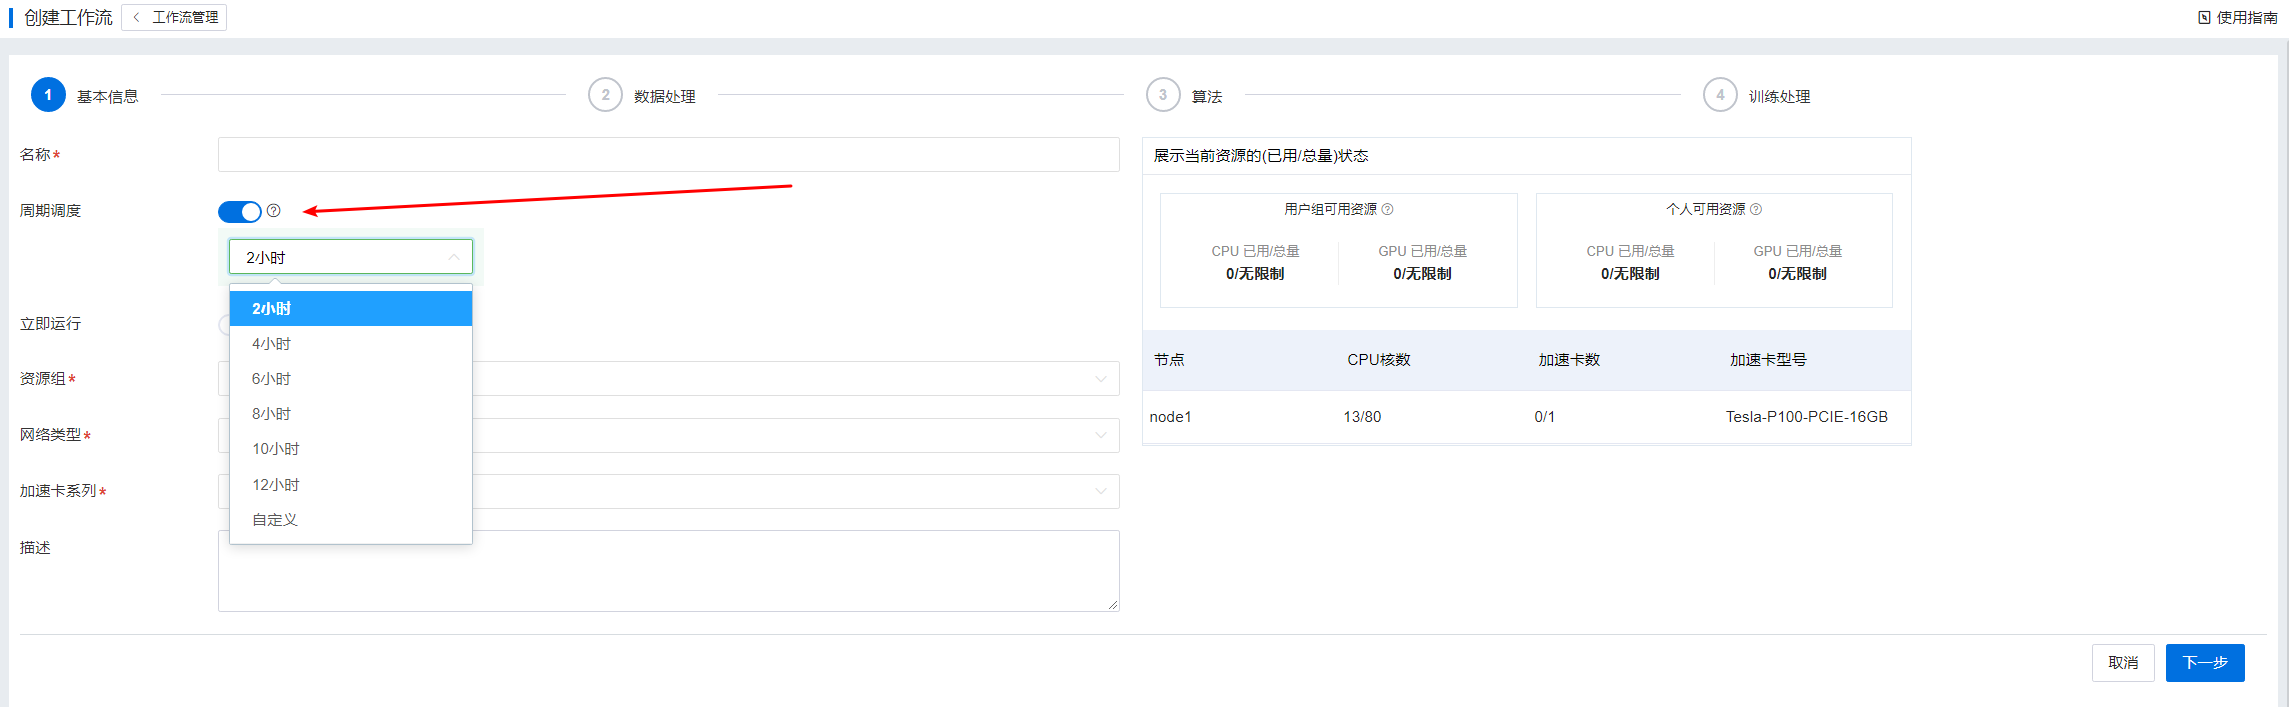 创建工作流 工作流管理 使用指南
1 基本信息 2 数据处理 3 算法 4 训练处理
名称*
展示当前资源的(已用/总量)状态
周期调度
用户组可用资源 个人可用资源
2小时
CPU 已用/总量 GPU 已用/总量 CPU 已用/总量 GPU 已用/总量
0/无限制 0/无限制 0/无限制 0/无限制
2小时
立即运行
4小时
节点 CPU核数 加速卡数 加速卡型号
资源组*
6小时
8小时
node1 13/80 0/1 Tesla-P100-PCIE-16GB
网络类型*
10小时
12小时
加速卡系列*
自定义
描述
取消 下一步